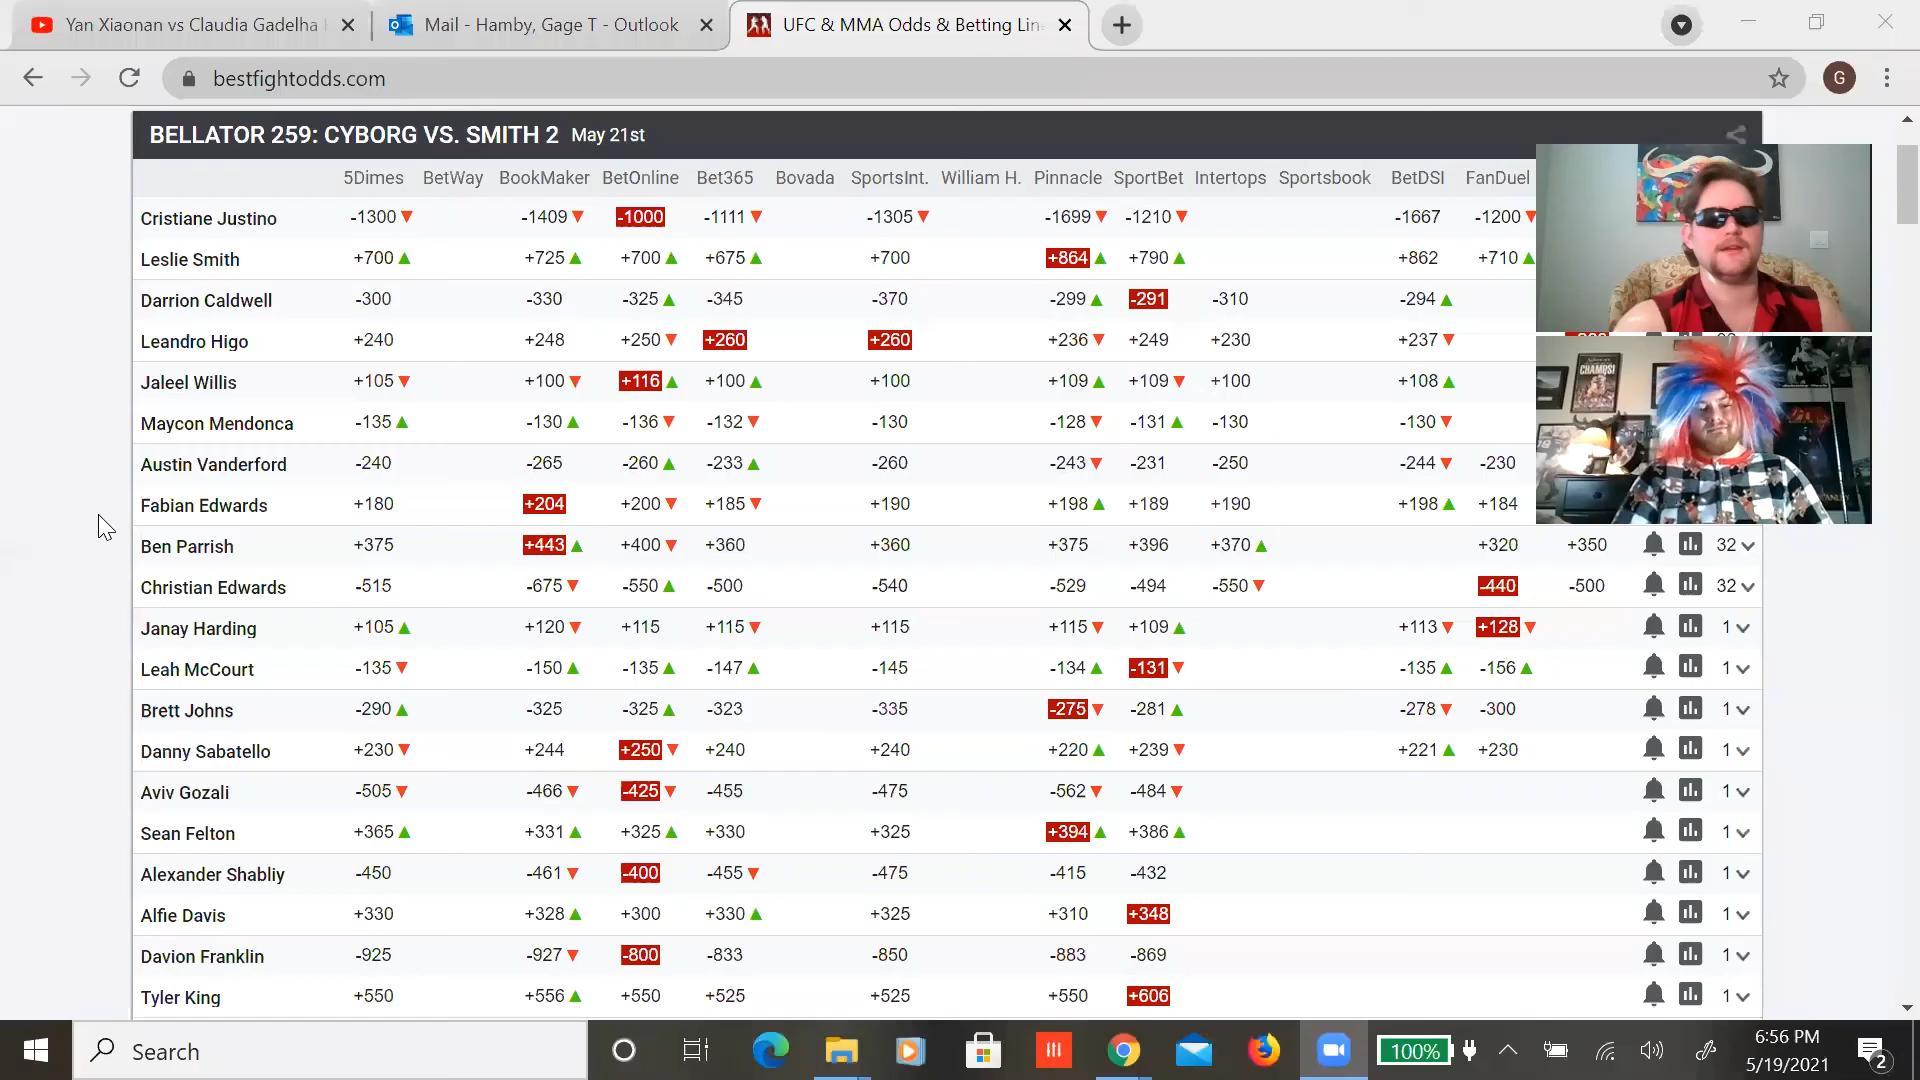 Yan Xiaonan vs Claudia Gadelha
Mail - Hamby, Gage T - Outlook
UFC & MMA Odds & Betting Lin
bestfightodds.com
G
BELLATOR 259: CYBORG VS. SMITH 2 May 21st
5Dimes BetWay BookMaker BetOnline Bet365 Bovada SportsInt. William H. Pinnacle SportBet Intertops Sportsbook BetDSI FanDuel
Cristiane Justino -1300 -1409 -1000 -1111 -1305 -1699 -1210 -1667 -1200
Leslie Smith +700 +725 +700 +675 +700 +864 +790 +862 +710
Darrion Caldwell -300 -330 -325 -345 -370 -299 -291 -310 -294
Leandro Higo +240 +248 +250 +260 +260 +236 +249 +230 +237
Jaleel Willis +105 +100 +116 +100 +100 +109 +109 +100 +108
CHAMPS!
Maycon Mendonca -135 -130 -136 -132 -130 -128 -131 -130 -130
Austin Vanderford -240 -265 -260 -233 -260 -243 -231 -250 -244 -230
Fabian Edwards +180 +204 +200 +185 +190 +198 +189 +190 +198 +184
Ben Parrish +375 +443 +400 +360 +360 +375 +396 +370 +320 +350 32
Christian Edwards -515 -675 -550 -500 -540 -529 -494 -550 -440 -500 32
Janay Harding +105 +120 +115 +115 +115 +115 +109 +113 +128 1
Leah McCourt -135 -150 -135 -147 -145 -134 -131 -135 -156 1
Brett Johns -290 -325 -325 -323 -335 -275 -281 -278 -300 1
Danny Sabatello +230 +244 +250 +240 +240 +220 +239 +221 +230 1
Aviv Gozali -505 -466 -425 -455 -475 -562 -484 1
Sean Felton +365 +331 +325 +330 +325 +394 +386 1
Alexander Shabliy -450 -461 -400 -455 -475 -415 -432 1
Alfie Davis +330 +328 +300 +330 +325 +310 +348 1
Davion Franklin -925 -927 -800 -833 -850 -883 -869 1
Tyler King +550 +556 +550 +525 +525 +550 +606 1
Search
100%
6:56 PM
5/19/2021
2